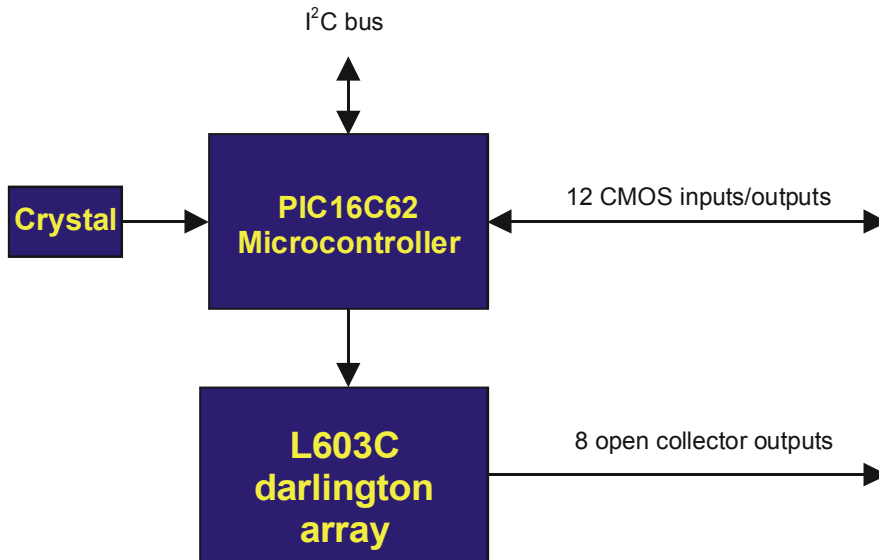 I²C bus
Crystal
PIC16C62
Microcontroller
12 CMOS inputs/outputs
L603C
darlington
array
8 open collector outputs